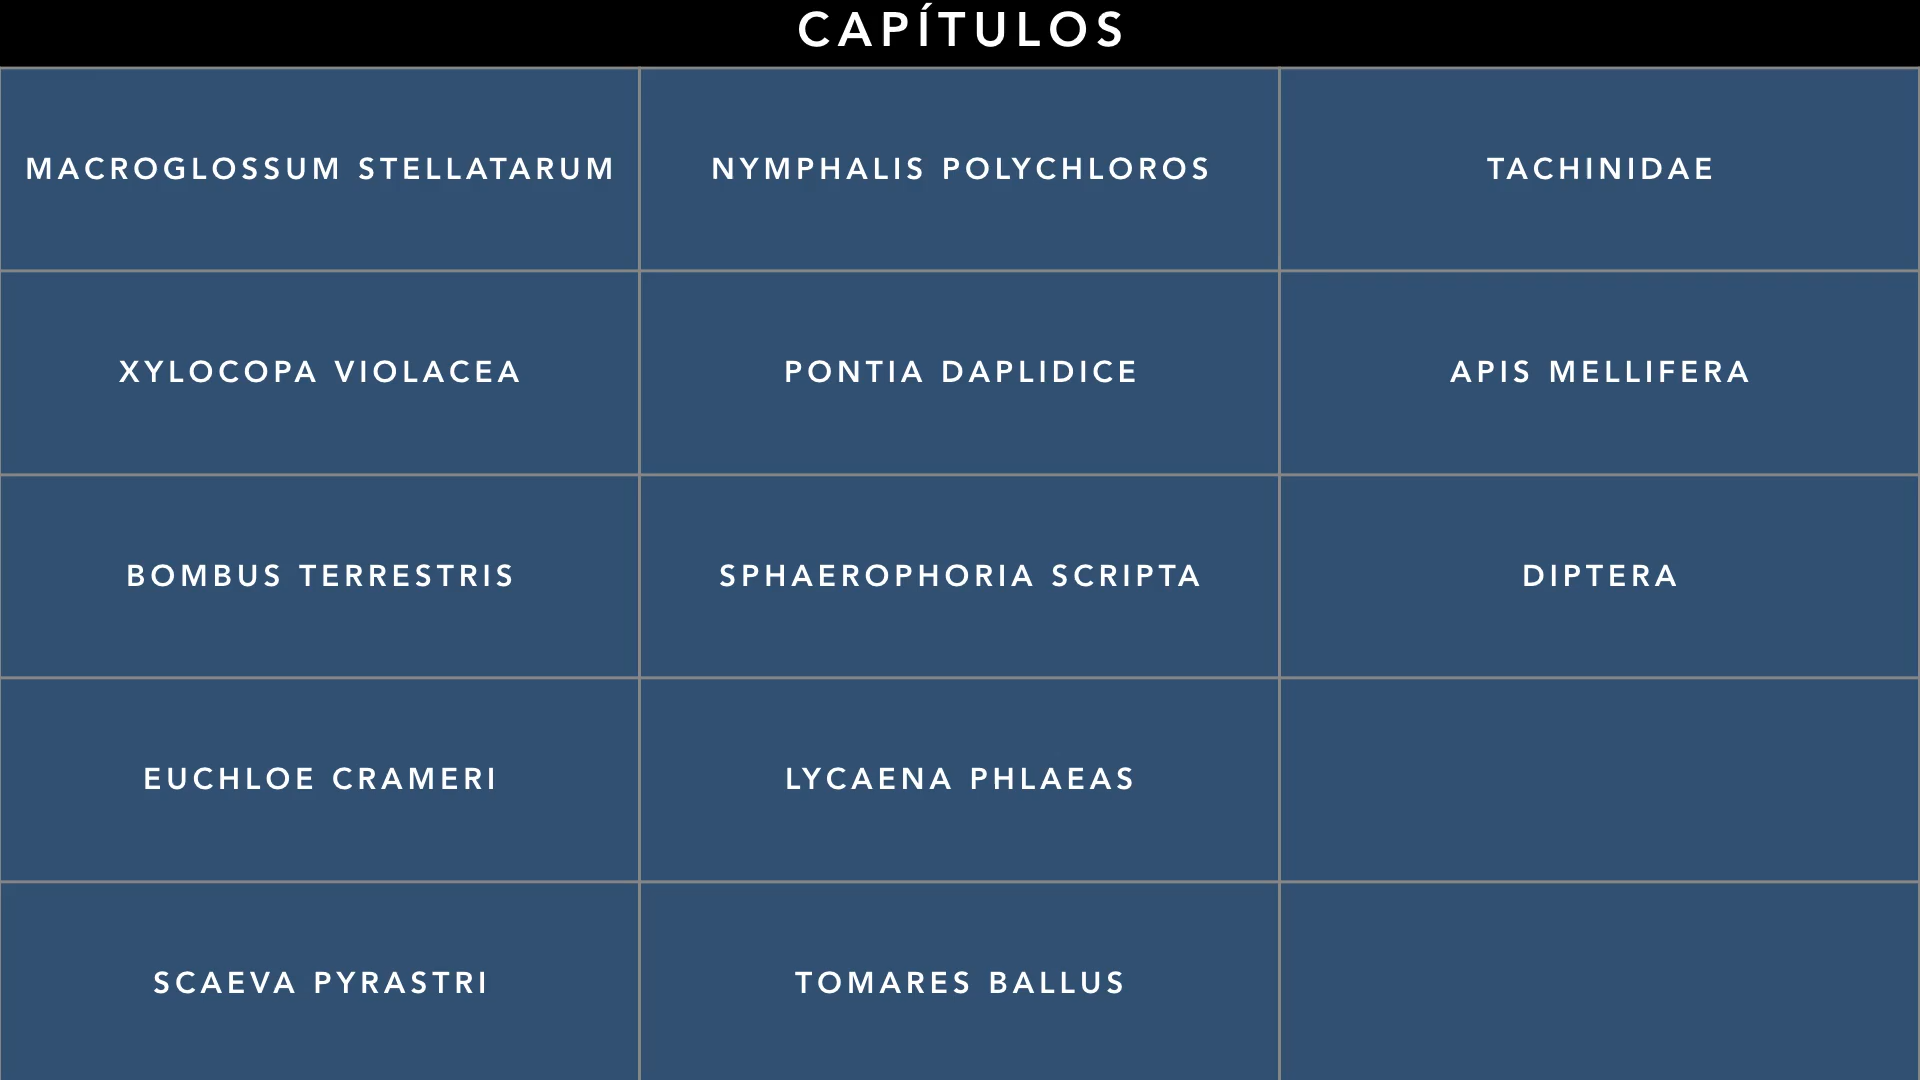 CAPÍTULOS
MACROGLOSSUM STELLATARUM
NYMPHALIS POLYCHLOROS
TACHINIDAE
XYLOCOPA VIOLACEA
PONTIA DAPLIDICE
APIS MELLIFERA
BOMBUS TERRESTRIS
SPHAEROPHORIA SCRIPTA
DIPTERA
EUCHLOE CRAMERI
LYCAENA PHLAEAS
SCAEVA PYRASTRI
TOMARES BALLUS